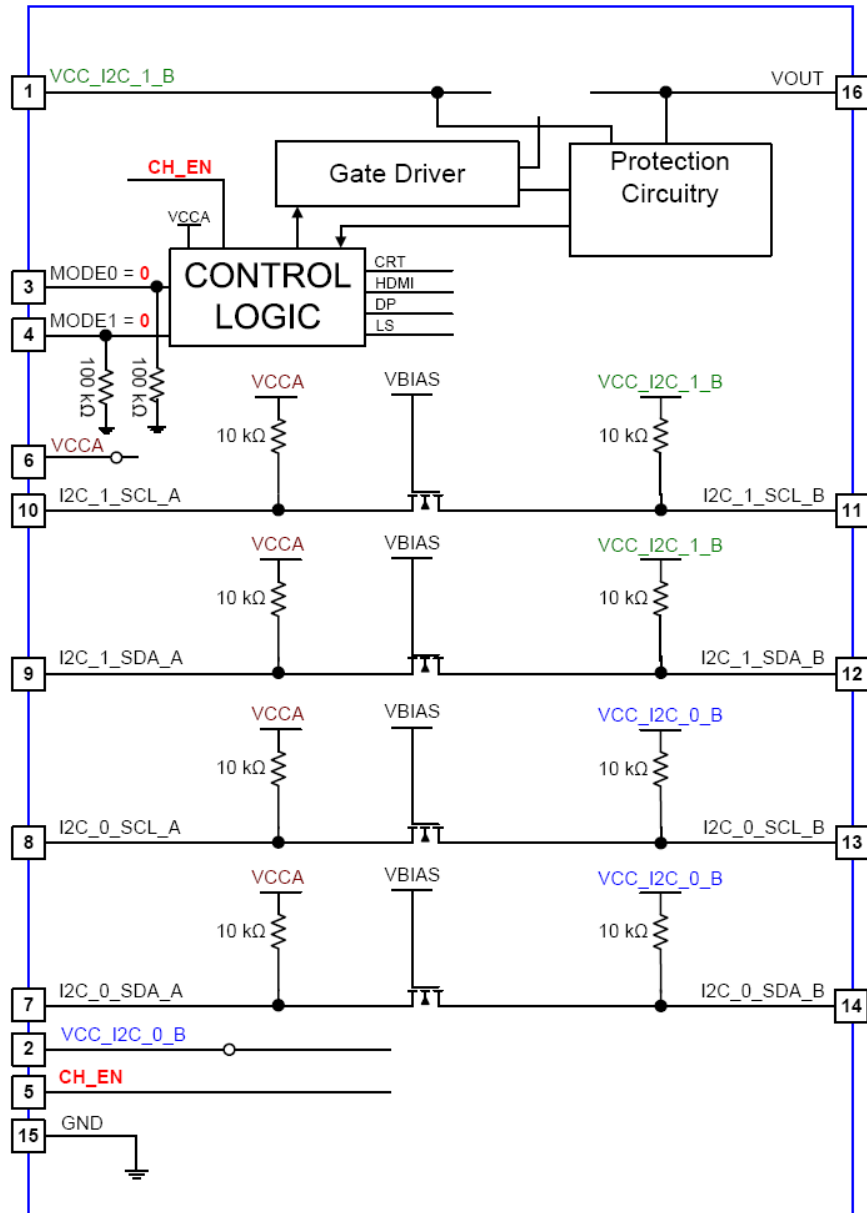 VCC_I2C_1_B
1
VOUT
16
CH_EN
Gate Driver
Protection
Circuitry
VCCA
CONTROL
LOGIC
CRT
HDMI
DP
LS
3
MODE0 = 0
4
MODE1 = 0
100 kΩ
100 kΩ
6
VCCA
VCCA
VBIAS
VCC_I2C_1_B
10 kΩ
10 kΩ
10
I2C_1_SCL_A
I2C_1_SCL_B
11
VCCA
VBIAS
VCC_I2C_1_B
10 kΩ
10 kΩ
9
I2C_1_SDA_A
I2C_1_SDA_B
12
VCCA
VBIAS
VCC_I2C_0_B
10 kΩ
10 kΩ
8
I2C_0_SCL_A
I2C_0_SCL_B
13
VCCA
VBIAS
VCC_I2C_0_B
10 kΩ
10 kΩ
7
I2C_0_SDA_A
I2C_0_SDA_B
14
2
VCC_I2C_0_B
5
CH_EN
15
GND